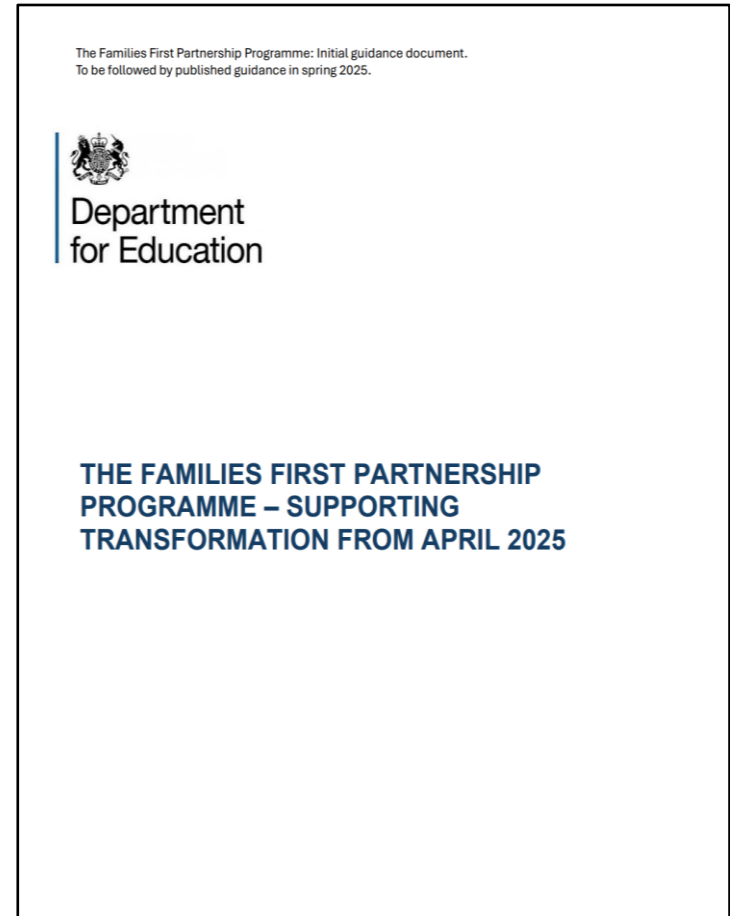 The Families First Partnership Programme: Initial guidance document.
To be followed by published guidance in spring 2025.
Department
for Education
THE FAMILIES FIRST PARTNERSHIP
PROGRAMME – SUPPORTING
TRANSFORMATION FROM APRIL 2025